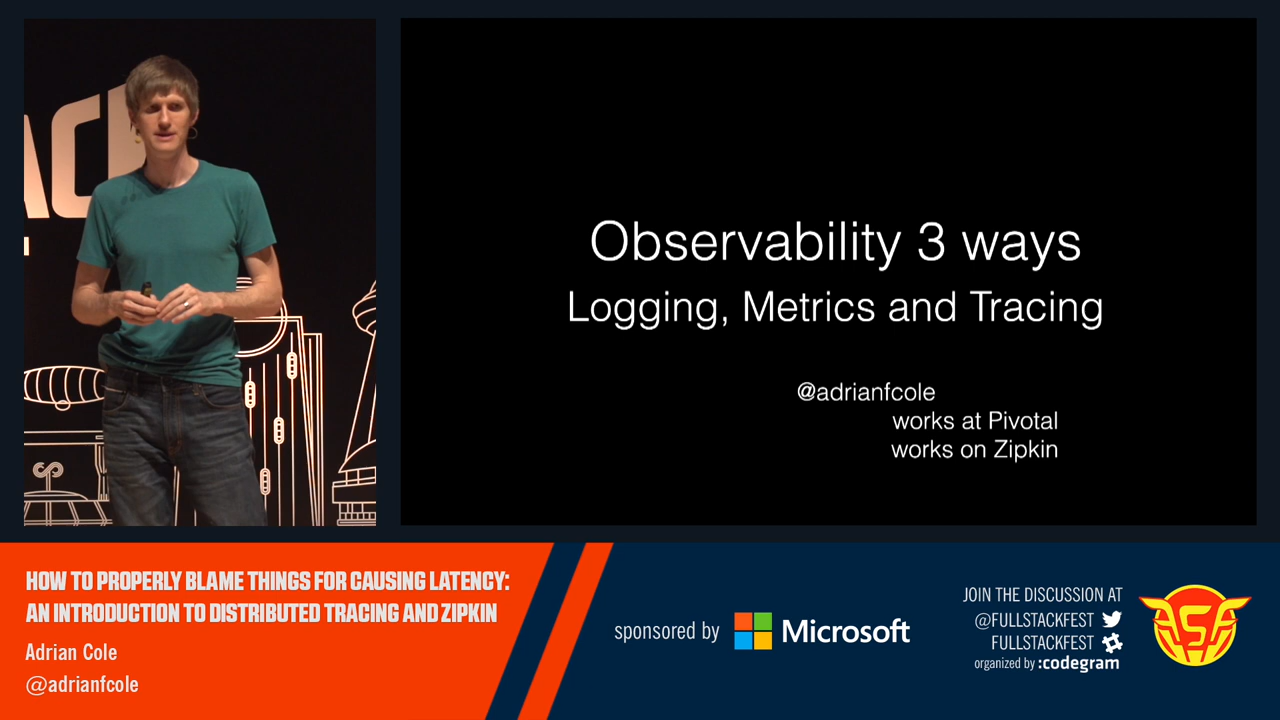 Observability 3 ways
Logging, Metrics and Tracing
@adrianfcole
works at Pivotal
works on Zipkin
HOW TO PROPERLY BLAME THINGS FOR CAUSING LATENCY:
AN INTRODUCTION TO DISTRIBUTED TRACING AND ZIPKIN
Adrian Cole
@adrianfcole
sponsored by Microsoft
JOIN THE DISCUSSION AT
@FULLSTACKFEST
FULLSTACKFEST
organized by :codegram